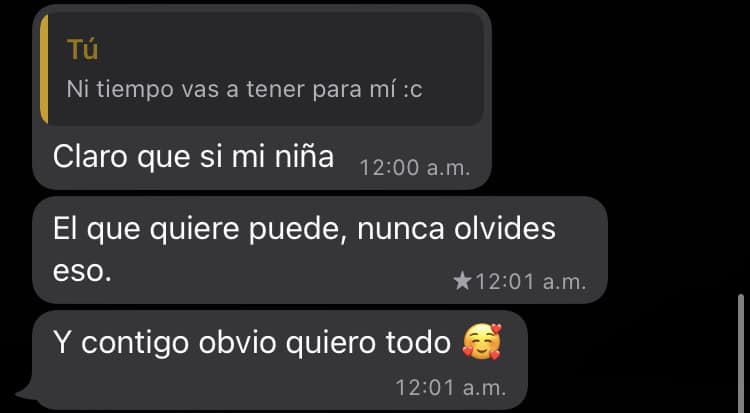 Tú
Ni tiempo vas a tener para mí :c
Claro que si mi niña 12:00 a.m.
El que quiere puede, nunca olvides
eso. ★12:01 a.m.
Y contigo obvio quiero todo 🥰
12:01 a.m.